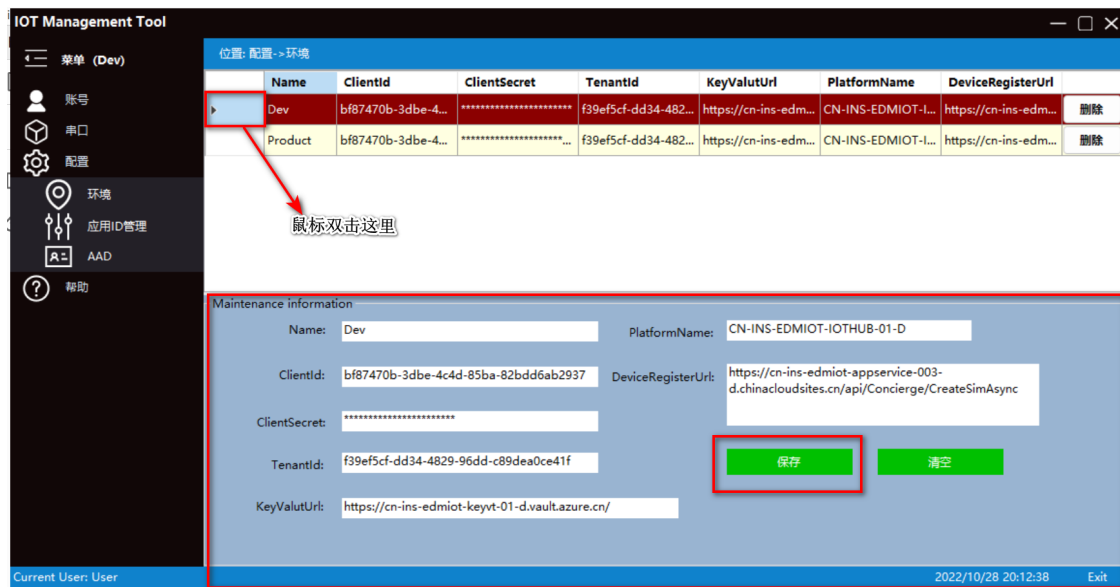 IOT Management Tool
菜单 (Dev)
账号
串口
配置
环境
应用ID管理
AAD
帮助
位置: 配置->环境
Name ClientId ClientSecret TenantId KeyValutUrl PlatformName DeviceRegisterUrl
Dev bf87470b-3dbe-4... *********************** f39ef5cf-dd34-482... https://cn-ins-edm... CN-INS-EDMIOT-I... https://cn-ins-edm... 删除
Product bf87470b-3dbe-4... *********************... f39ef5cf-dd34-482... https://cn-ins-edm... CN-INS-EDMIOT-I... https://cn-ins-edm... 删除
鼠标双击这里
Maintenance information
Name: Dev
ClientId: bf87470b-3dbe-4c4d-85ba-82bdd6ab2937
ClientSecret: ***********************
TenantId: f39ef5cf-dd34-4829-96dd-c89dea0ce41f
KeyValutUrl: https://cn-ins-edmiot-keyvt-01-d.vault.azure.cn/
PlatformName: CN-INS-EDMIOT-IOTHUB-01-D
DeviceRegisterUrl: https://cn-ins-edmiot-appservice-003-
d.chinacloudsites.cn/api/Concierge/CreateSimAsync
保存 清空
Current User: User 2022/10/28 20:12:38 Exit